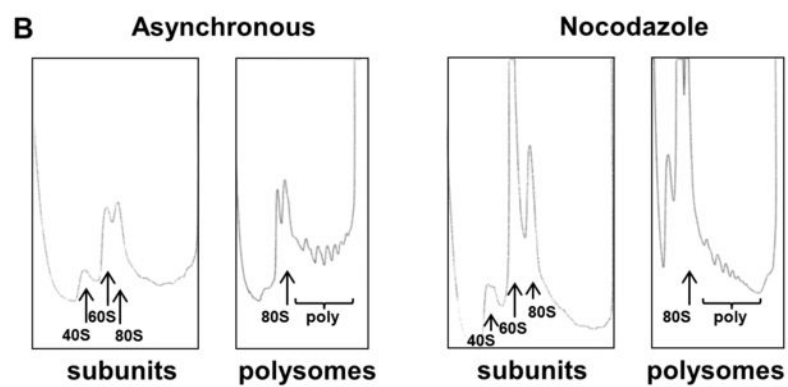 B
Asynchronous
Nocodazole
40S
60S
80S
80S
poly
40S
60S
80S
80S
poly
subunits
polysomes
subunits
polysomes